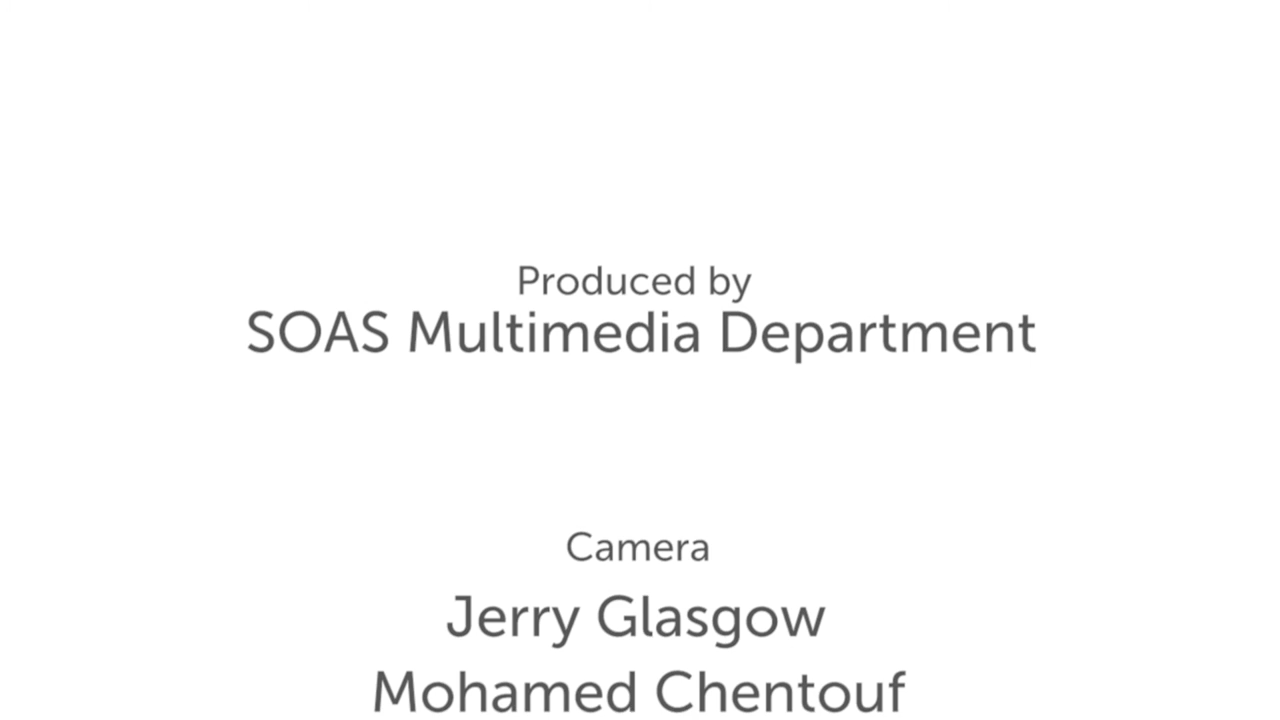 Produced by
SOAS Multimedia Department
Camera
Jerry Glasgow
Mohamed Chentouf